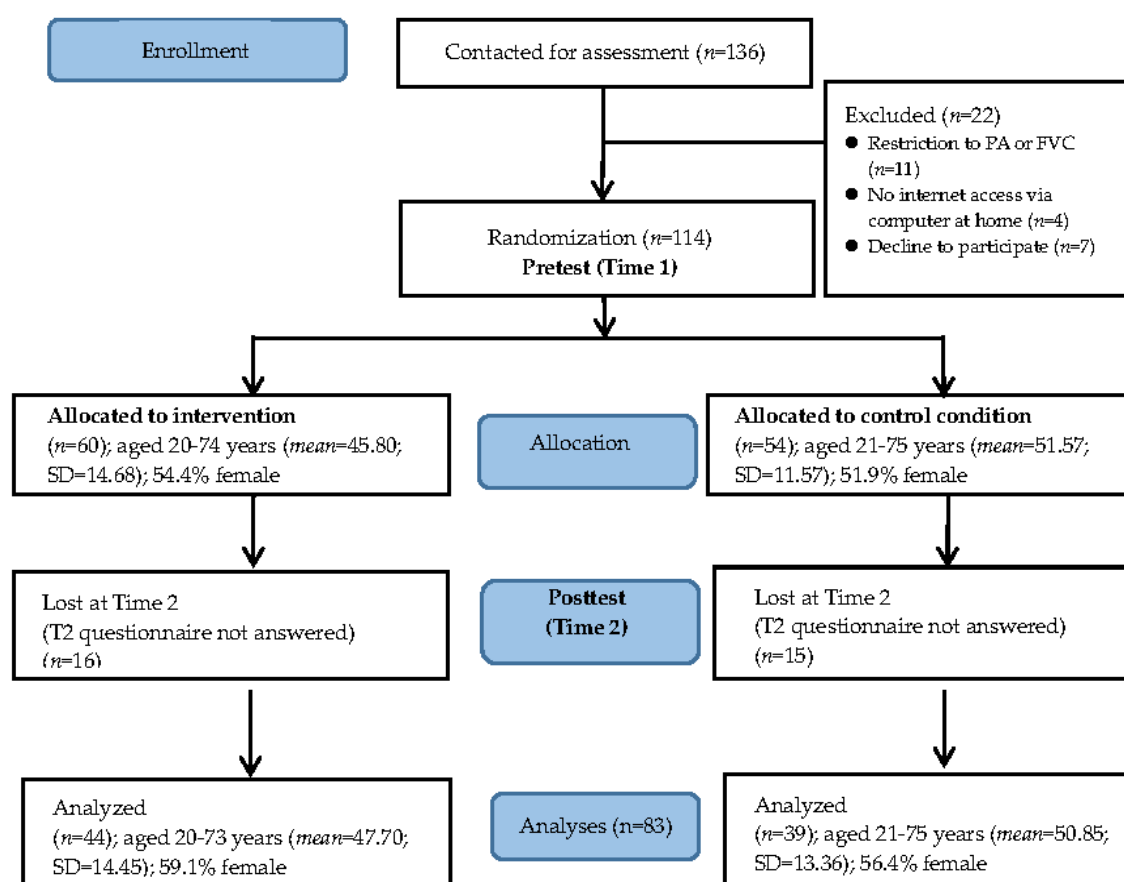 Enrollment
Contacted for assessment (n=136)
Excluded (n=22)
● Restriction to PA or FVC
(n=11)
● No internet access via
computer at home (n=4)
● Decline to participate (n=7)
Randomization (n=114)
Pretest (Time 1)
Allocated to intervention
(n=60); aged 20-74 years (mean=45.80;
SD=14.68); 54.4% female
Allocation
Allocated to control condition
(n=54); aged 21-75 years (mean=51.57;
SD=11.57); 51.9% female
Lost at Time 2
(T2 questionnaire not answered)
(n=16)
Posttest
(Time 2)
Lost at Time 2
(T2 questionnaire not answered)
(n=15)
Analyzed
(n=44); aged 20-73 years (mean=47.70;
SD=14.45); 59.1% female
Analyses (n=83)
Analyzed
(n=39); aged 21-75 years (mean=50.85;
SD=13.36); 56.4% female